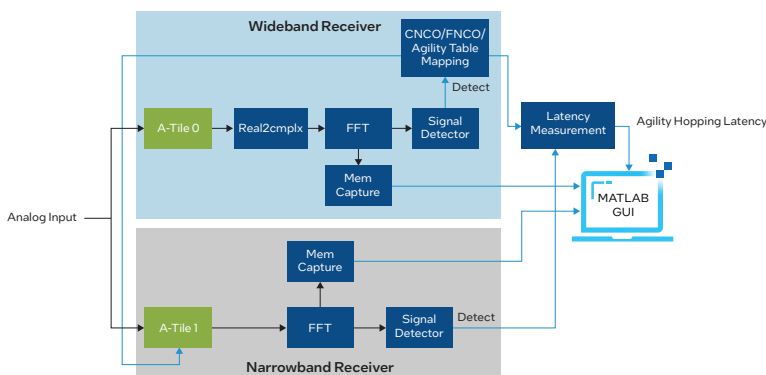 Wideband Receiver
CNCO/FNCO/
Agility Table
Mapping
Detect
A-Tile 0
Real2cmplx
FFT
Signal
Detector
Latency
Measurement
Agility Hopping Latency
Mem
Capture
MATLAB
GUI
Analog Input
Mem
Capture
A-Tile 1
FFT
Signal
Detector
Detect
Narrowband Receiver